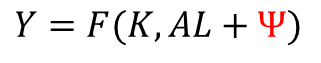 Y = F(K, AL + Ψ)